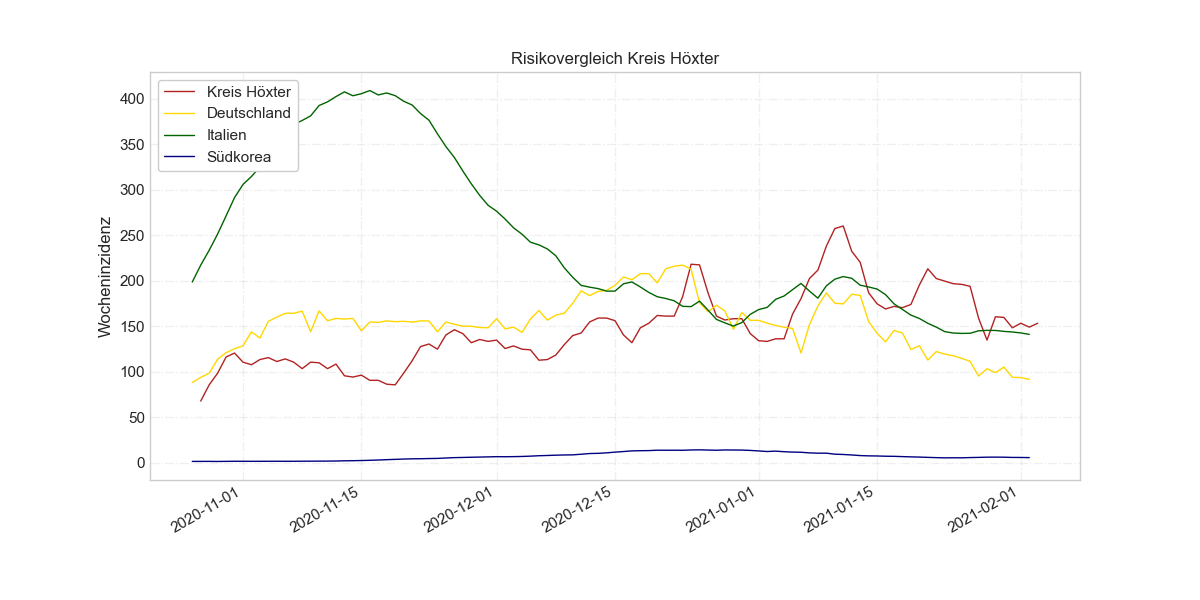 Risikovergleich Kreis Höxter
Kreis Höxter
Deutschland
Italien
Südkorea
Wocheninzidenz
400
350
300
250
200
150
100
50
0
2020-11-01
2020-11-15
2020-12-01
2020-12-15
2021-01-01
2021-01-15
2021-02-01